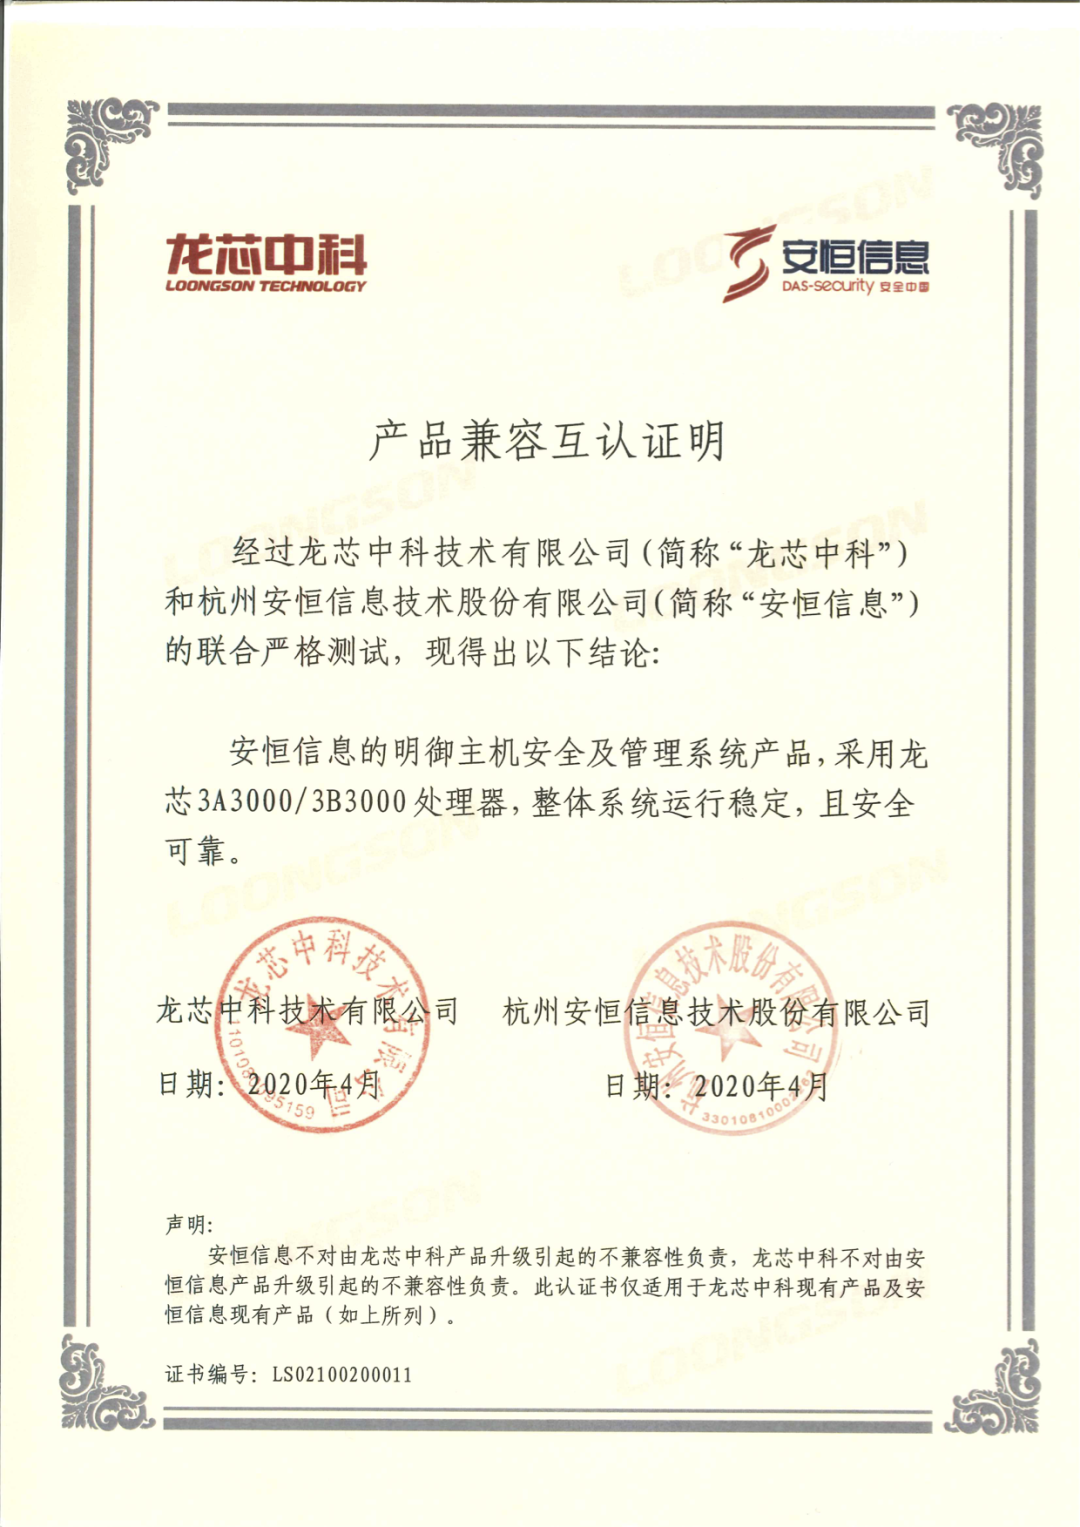 龙芯中科
LOONGSON TECHNOLOGY
安恒信息
DAS-security 安全中国
产品兼容互认证明
经过龙芯中科技术有限公司(简称“龙芯中科”)
和杭州安恒信息技术股份有限公司(简称“安恒信息”)
的联合严格测试，现得出以下结论：
安恒信息的明御主机安全及管理系统产品，采用龙
芯3A3000/3B3000处理器，整体系统运行稳定，且安全
可靠。
龙芯中科技术有限公司
杭州安恒信息技术股份有限公司
日期：2020年4月
日期：2020年4月
龙芯中科技术有限公司
杭州安恒信息技术股份有限公司
声明：
安恒信息不对由龙芯中科产品升级引起的不兼容性负责，龙芯中科不对由安
恒信息产品升级引起的不兼容性负责。此认证书仅适用于龙芯中科现有产品及安
恒信息现有产品（如上所列）。
证书编号：LS02100200011
LOONGSON
LOONGSON
LOONGSON
LOONGSON
LOONGSON
LOONGSON